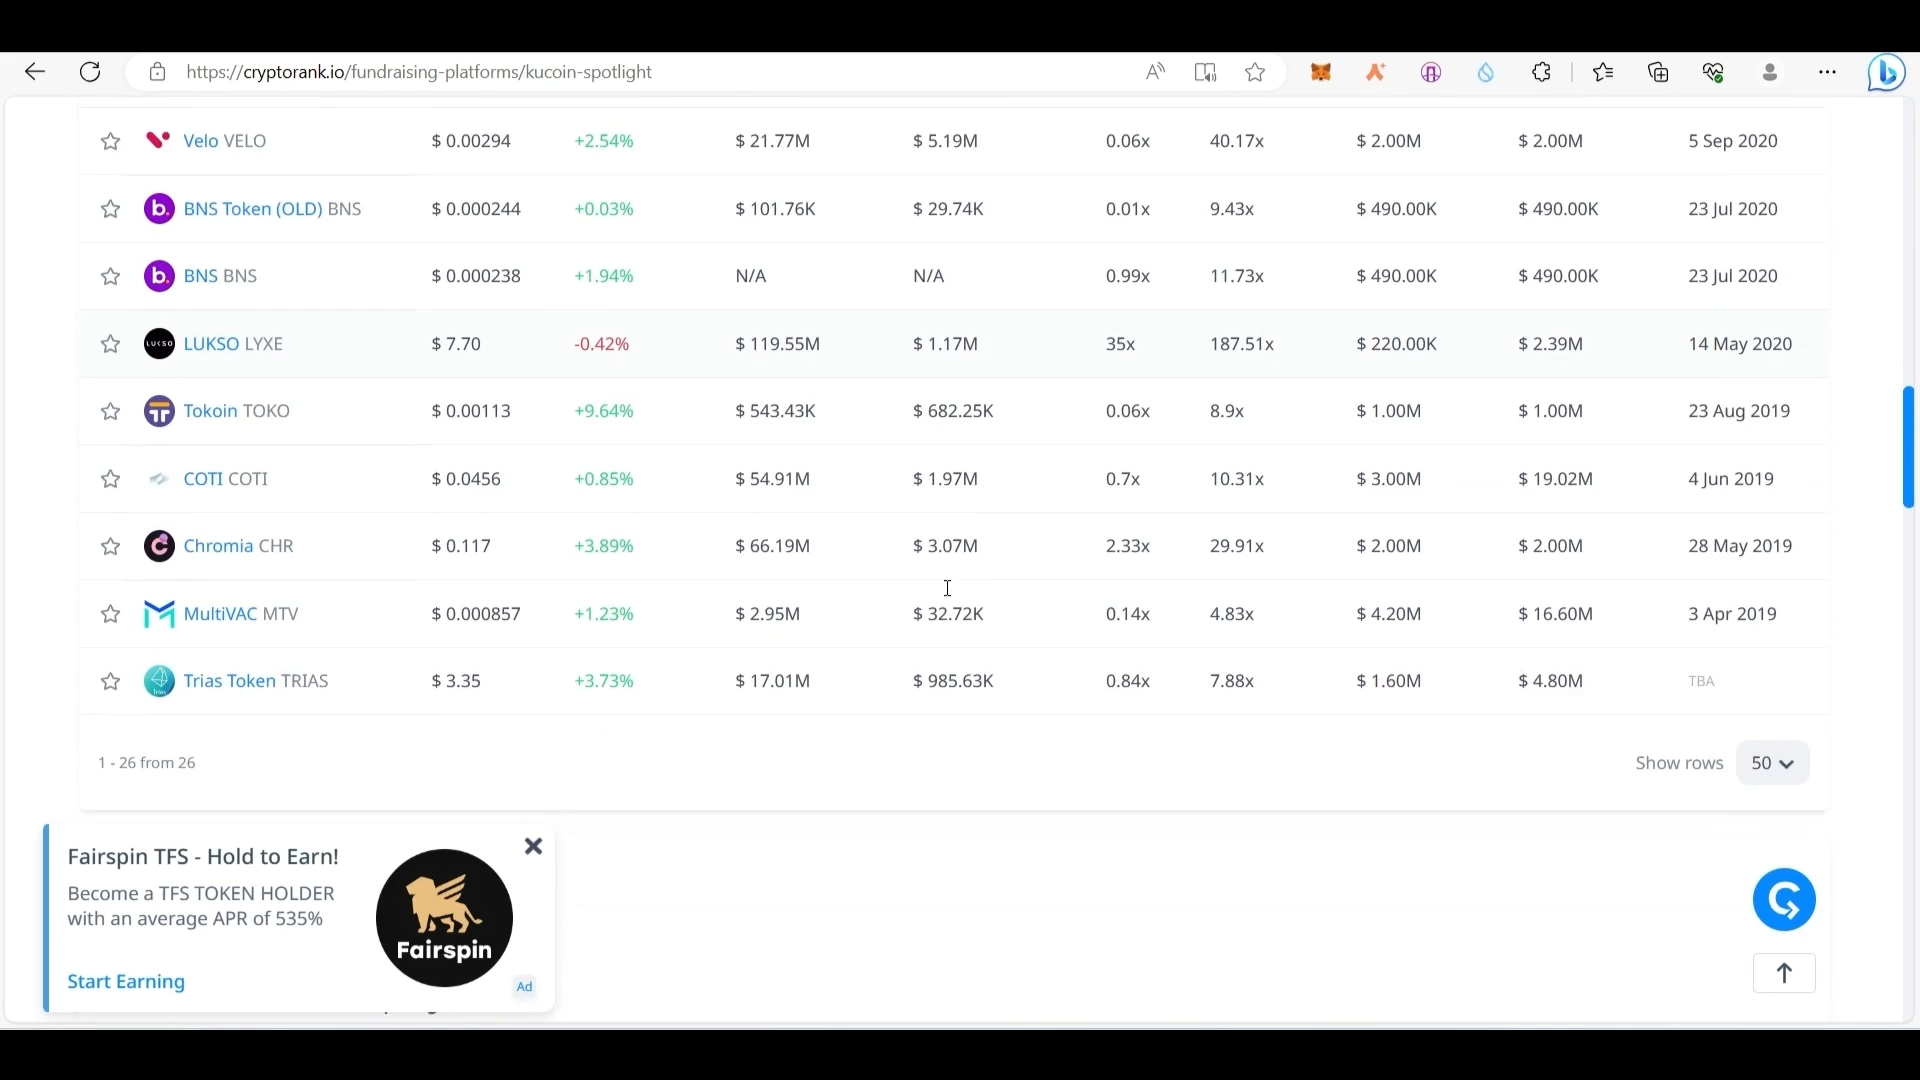 https://cryptorank.io/fundraising-platforms/kucoin-spotlight
Velo VELO $ 0.00294 +2.54% $ 21.77M $ 5.19M 0.06x 40.17x $ 2.00M $ 2.00M 5 Sep 2020
b. BNS Token (OLD) BNS $ 0.000244 +0.03% $ 101.76K $ 29.74K 0.01x 9.43x $ 490.00K $ 490.00K 23 Jul 2020
b. BNS BNS $ 0.000238 +1.94% N/A N/A 0.99x 11.73x $ 490.00K $ 490.00K 23 Jul 2020
LUKSO LUKSO LYXE $ 7.70 -0.42% $ 119.55M $ 1.17M 35x 187.51x $ 220.00K $ 2.39M 14 May 2020
Tokoin TOKO $ 0.00113 +9.64% $ 543.43K $ 682.25K 0.06x 8.9x $ 1.00M $ 1.00M 23 Aug 2019
COTI COTI $ 0.0456 +0.85% $ 54.91M $ 1.97M 0.7x 10.31x $ 3.00M $ 19.02M 4 Jun 2019
Chromia CHR $ 0.117 +3.89% $ 66.19M $ 3.07M 2.33x 29.91x $ 2.00M $ 2.00M 28 May 2019
MultiVAC MTV $ 0.000857 +1.23% $ 2.95M $ 32.72K 0.14x 4.83x $ 4.20M $ 16.60M 3 Apr 2019
Trias Trias Token TRIAS $ 3.35 +3.73% $ 17.01M $ 985.63K 0.84x 7.88x $ 1.60M $ 4.80M TBA
1 - 26 from 26 Show rows 50
Fairspin TFS - Hold to Earn!
Become a TFS TOKEN HOLDER
with an average APR of 535%
Fairspin
Start Earning
Ad